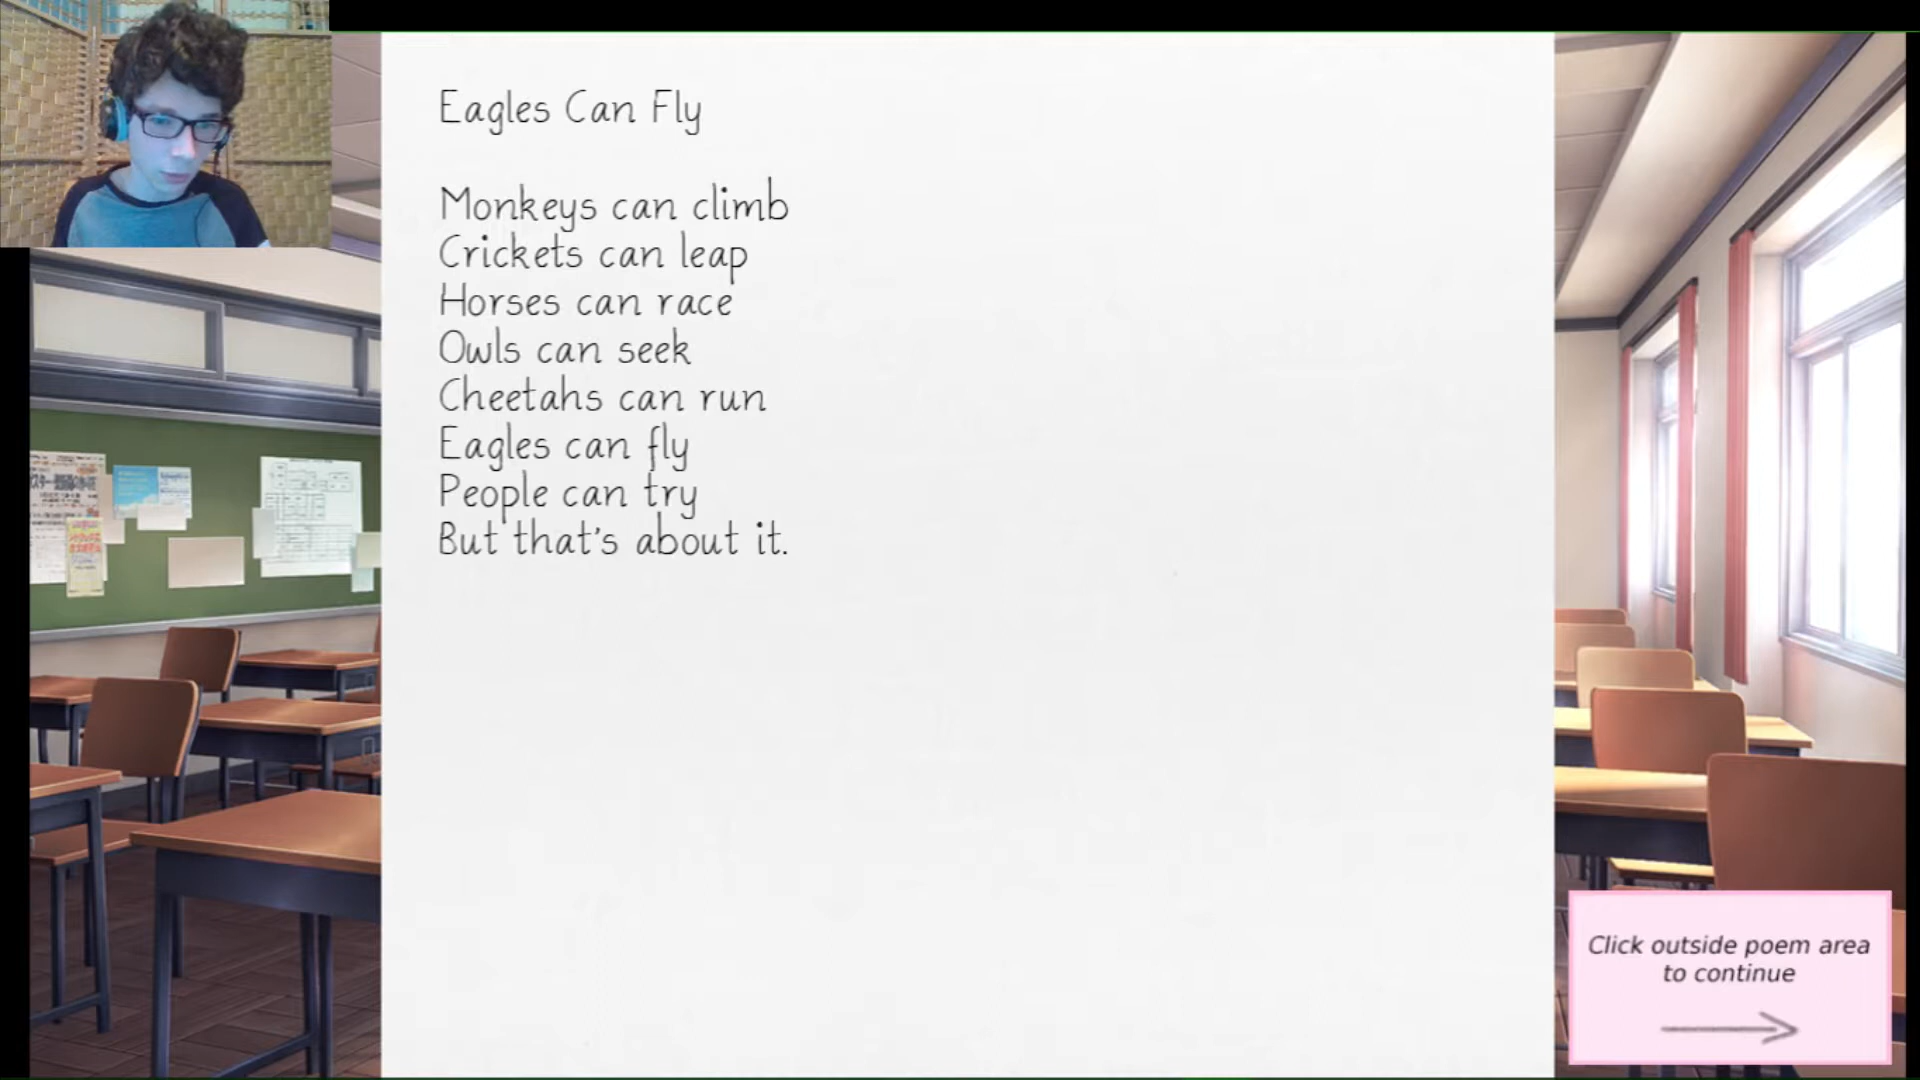 Eagles Can Fly
Monkeys can climb
Crickets can leap
Horses can race
Owls can seek
Cheetahs can run
Eagles can fly
People can try
But that's about it.
Click outside poem area
to continue